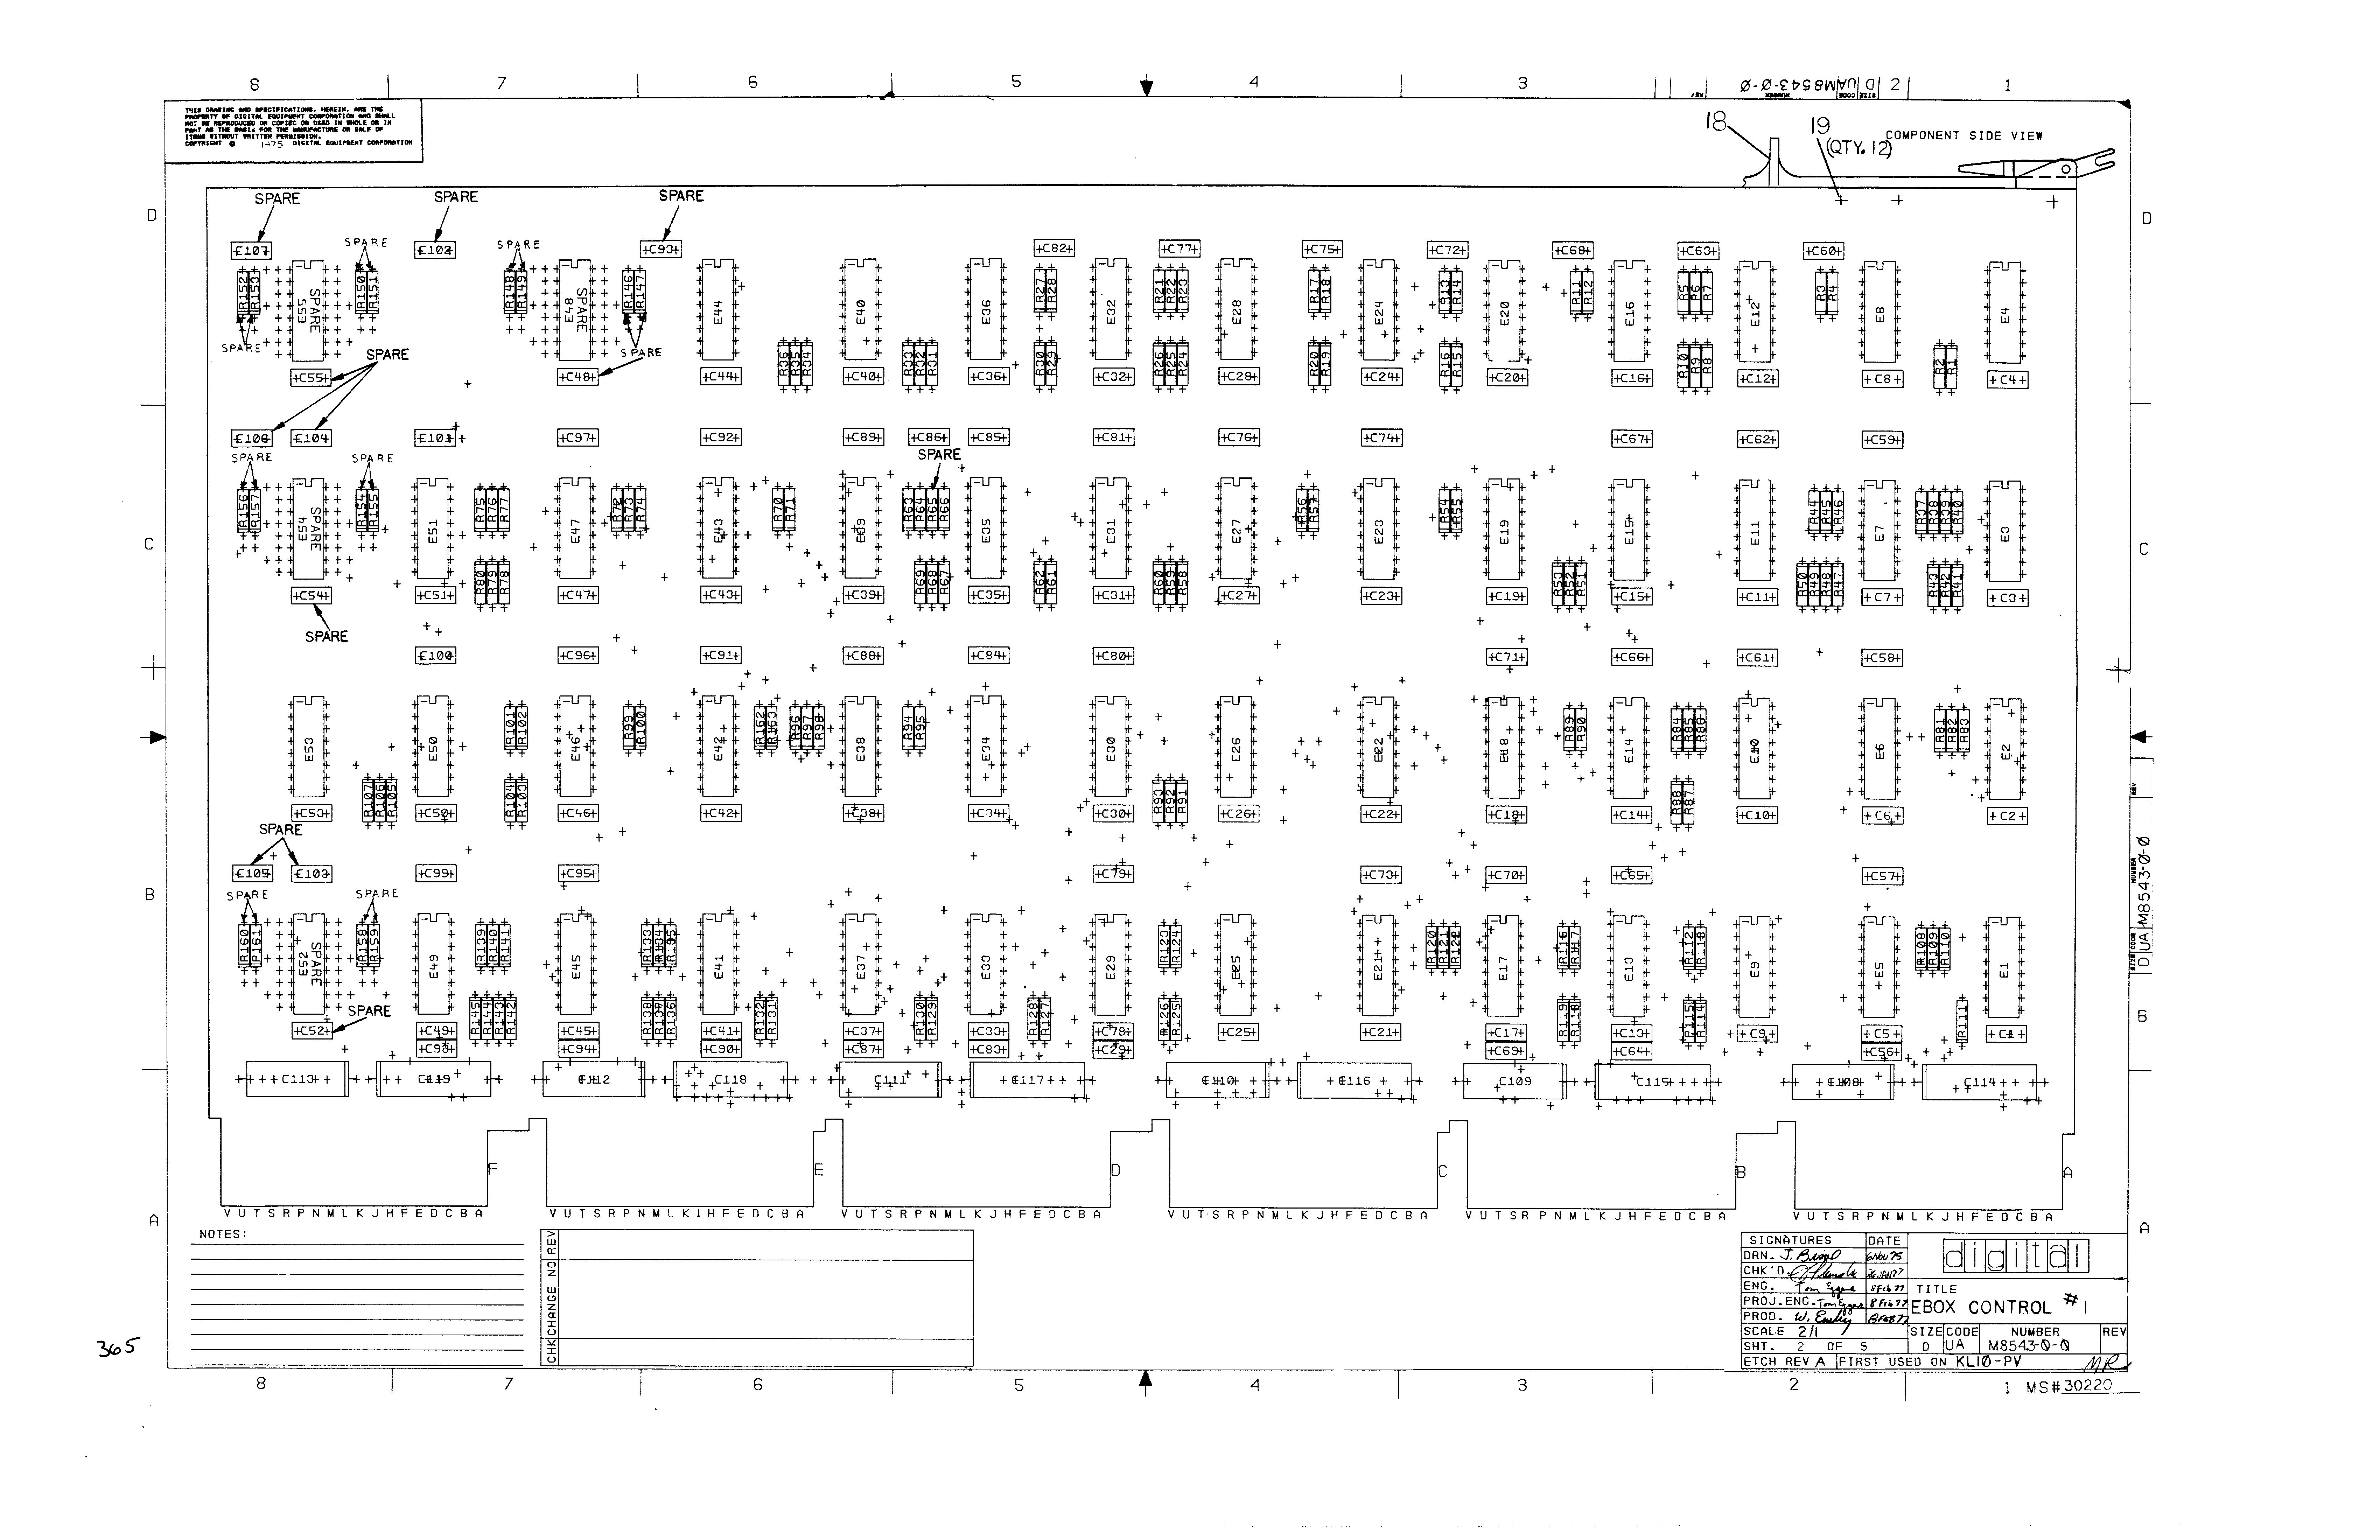 8 7 6 5 4 3 2 1
D UA M8543-0-0
SIZE CODE NUMBER REV
THIS DRAWING AND SPECIFICATIONS, HEREIN, ARE THE
PROPERTY OF DIGITAL EQUIPMENT CORPORATION AND SHALL
NOT BE REPRODUCED OR COPIED OR USED IN WHOLE OR IN
PART AS THE BASIS FOR THE MANUFACTURE OR SALE OF
ITEMS WITHOUT WRITTEN PERMISSION.
COPYRIGHT © 1975 DIGITAL EQUIPMENT CORPORATION
18 19 (QTY. 12) COMPONENT SIDE VIEW
SPARE SPARE SPARE
D D
C107 C102 C93 C82 C77 C75 C72 C68 C63 C60
SPARE SPARE
R152 R153 R150 R151 R148 R149 R146 R147 R27 R28 R21 R22 R23 R17 R18 R13 R14 R11 R12 R5 R6 R7 R3 R4
E55 SPARE E48 SPARE E44 E40 E36 E32 E28 E24 E20 E16 E12 E8 E4
SPARE SPARE SPARE
R36 R35 R34 R33 R32 R31 R30 R29 R26 R25 R24 R20 R19 R16 R15 R10 R9 R8 R2 R1
C55 C48 C44 C40 C36 C32 C28 C24 C20 C16 C12 C8 C4
C106 C104 C101 C97 C92 C89 C86 C85 C81 C76 C74 C67 C62 C59
SPARE SPARE SPARE
R156 R157 R154 R155 R75 R76 R77 R72 R73 R74 R70 R71 R63 R64 R65 R66 R56 R57 R54 R55 R44 R45 R46 R37 R38 R39 R40
C C
E54 SPARE E51 E47 E43 E39 E35 E31 E27 E23 E19 E15 E11 E7 E3
R80 R79 R78 R69 R68 R67 R62 R61 R60 R59 R58 R53 R52 R51 R50 R49 R48 R47 R43 R42 R41
C54 C51 C47 C43 C39 C35 C31 C27 C23 C19 C15 C11 C7 C3
SPARE
C100 C96 C91 C88 C84 C80 C71 C66 C61 C58
R101 R102 R99 R100 R162 R163 R96 R97 R98 R94 R95 R89 R90 R84 R85 R86 R81 R82 R83
E53 E50 E46 E42 E38 E34 E30 E26 E22 E18 E14 E10 E6 E2
R107 R106 R105 R104 R103 R93 R92 R91 R88 R87
C53 C50 C46 C42 C38 C34 C30 C26 C22 C18 C14 C10 C6 C2
SPARE
C105 C103 C99 C95 C79 C73 C70 C65 C57
B
SPARE SPARE
R160 R161 R158 R159 R139 R140 R141 R133 R134 R135 R123 R124 R120 R121 R122 R116 R117 R112 R113 R108 R109 R110
E52 SPARE E49 E45 E41 E37 E33 E29 E25 E21 E17 E13 E9 E5 E1
SPARE
R145 R144 R143 R142 R138 R137 R136 R132 R131 R130 R129 R128 R127 R126 R125 R119 R118 R115 R114 R111
B
C52 C49 C45 C41 C37 C33 C78 C25 C21 C17 C13 C9 C5 C1
C98 C94 C90 C87 C83 C29 C69 C64 C56
C113 C119 C112 C118 C111 C117 C110 C116 C109 C115 C108 C114
F E D C B A
V U T S R P N M L K J H F E D C B A
V U T S R P N M L K J H F E D C B A
V U T S R P N M L K J H F E D C B A
V U T S R P N M L K J H F E D C B A
V U T S R P N M L K J H F E D C B A
V U T S R P N M L K J H F E D C B A
A A
NOTES:
CHK CHANGE NO REV
REV
NUMBER M8543-0-0
SIZE CODE D UA
SIGNATURES DATE
digital
DRN. 6 NOV 75
CHK'D
ENG. Tom Eggers 8 Feb 77
PROJ.ENG. Tom Eggers 8 Feb 77
PROD.
TITLE
EBOX CONTROL #1
SCALE 2/1
SHT. 2 OF 5
SIZE CODE NUMBER REV
D UA M8543-0-0
ETCH REV A FIRST USED ON KL10-PV
MR
365
8 7 6 5 4 3 2 1
MS#30220